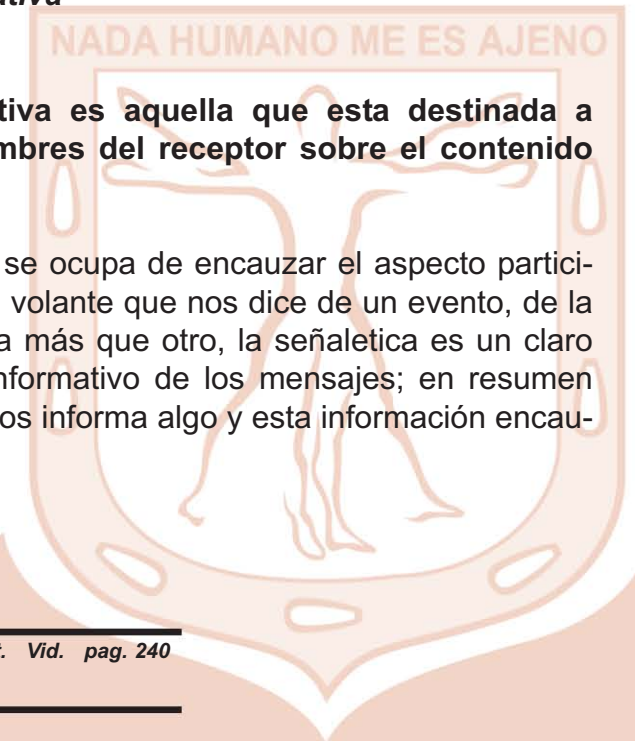 ativa
NADA HUMANO ME ES AJENO
tiva es aquella que esta destinada a
mbres del receptor sobre el contenido
se ocupa de encauzar el aspecto partici-
volante que nos dice de un evento, de la
a más que otro, la señaletica es un claro
nformativo de los mensajes; en resumen
os informa algo y esta información encau-
t. Vid. pag. 240